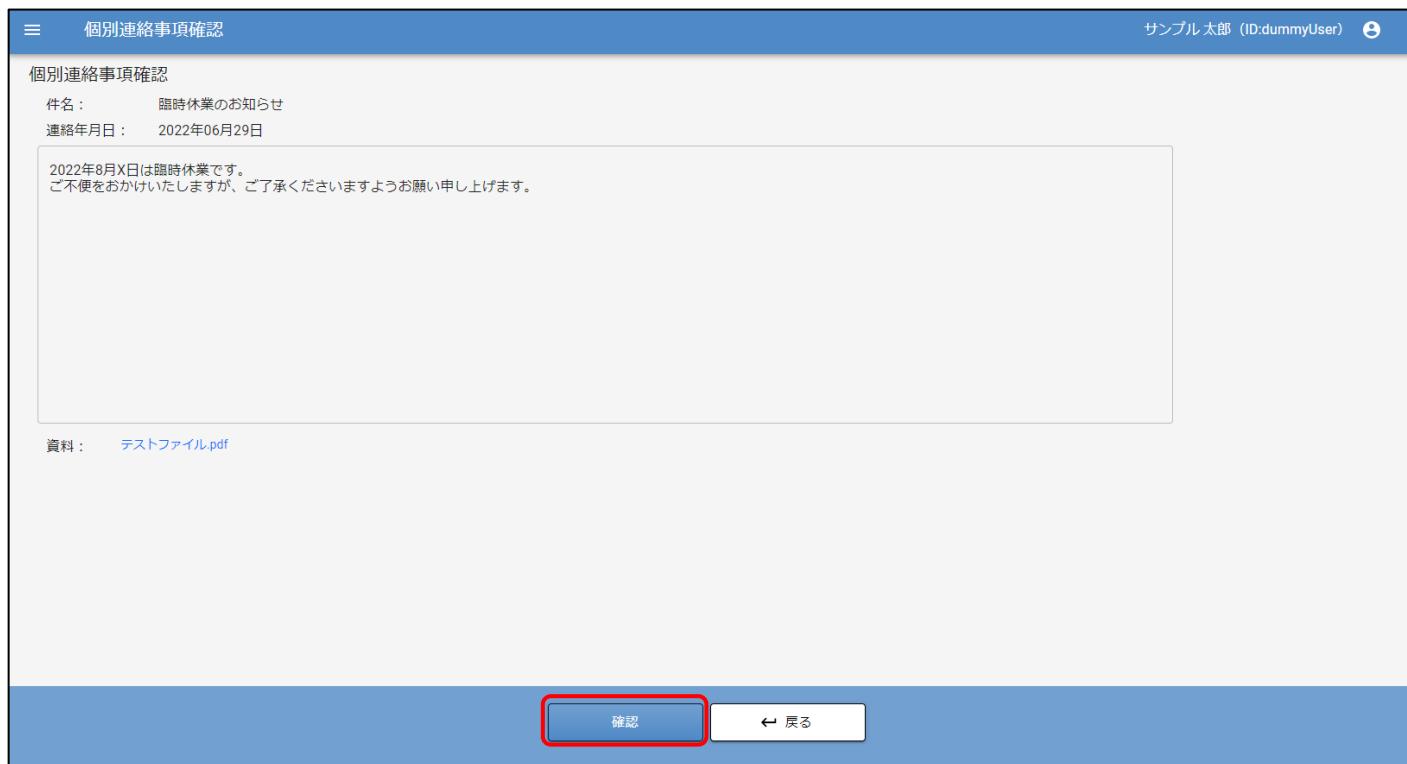 個別連絡事項確認
サンプル 太郎（ID:dummyUser）
個別連絡事項確認
件名： 臨時休業のお知らせ
連絡年月日： 2022年06月29日
2022年8月X日は臨時休業です。
ご不便をおかけいたしますが、ご了承くださいますようお願い申し上げます。
資料： テストファイル.pdf
確認
戻る